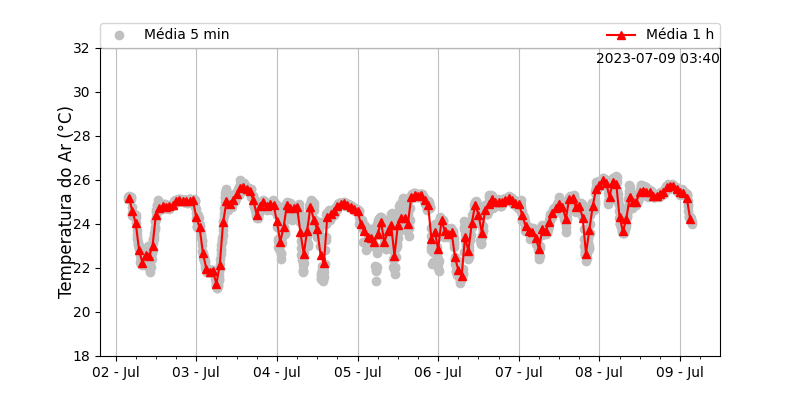 Média 5 min
Média 1 h
2023-07-09 03:40
Temperatura do Ar (°C)
32
30
28
26
24
22
20
18
02 - Jul
03 - Jul
04 - Jul
05 - Jul
06 - Jul
07 - Jul
08 - Jul
09 - Jul